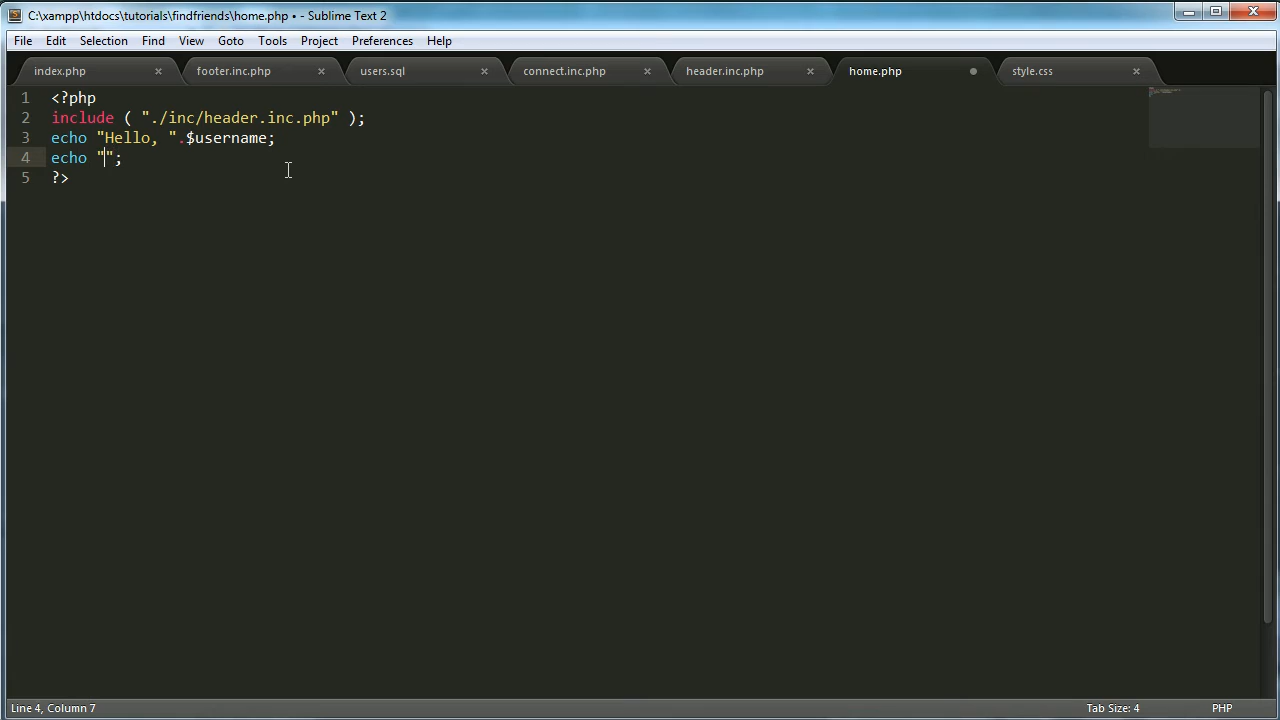 C:\xampp\htdocs\tutorials\findfriends\home.php • - Sublime Text 2
File Edit Selection Find View Goto Tools Project Preferences Help
index.php footer.inc.php users.sql connect.inc.php header.inc.php home.php style.css
1 <?php
2 include ( "./inc/header.inc.php" );
3 echo "Hello, ".$username;
4 echo "";
5 ?>
Line 4, Column 7 Tab Size: 4 PHP